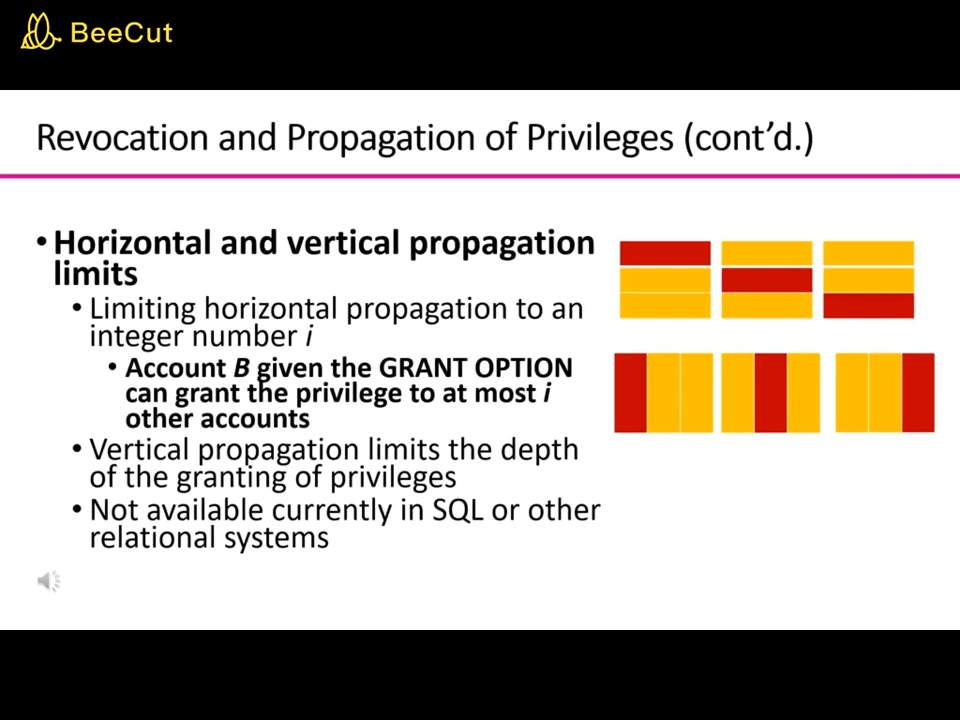 BeeCut
Revocation and Propagation of Privileges (cont’d.)
• Horizontal and vertical propagation
limits
• Limiting horizontal propagation to an
integer number i
• Account B given the GRANT OPTION
can grant the privilege to at most i
other accounts
• Vertical propagation limits the depth
of the granting of privileges
• Not available currently in SQL or other
relational systems